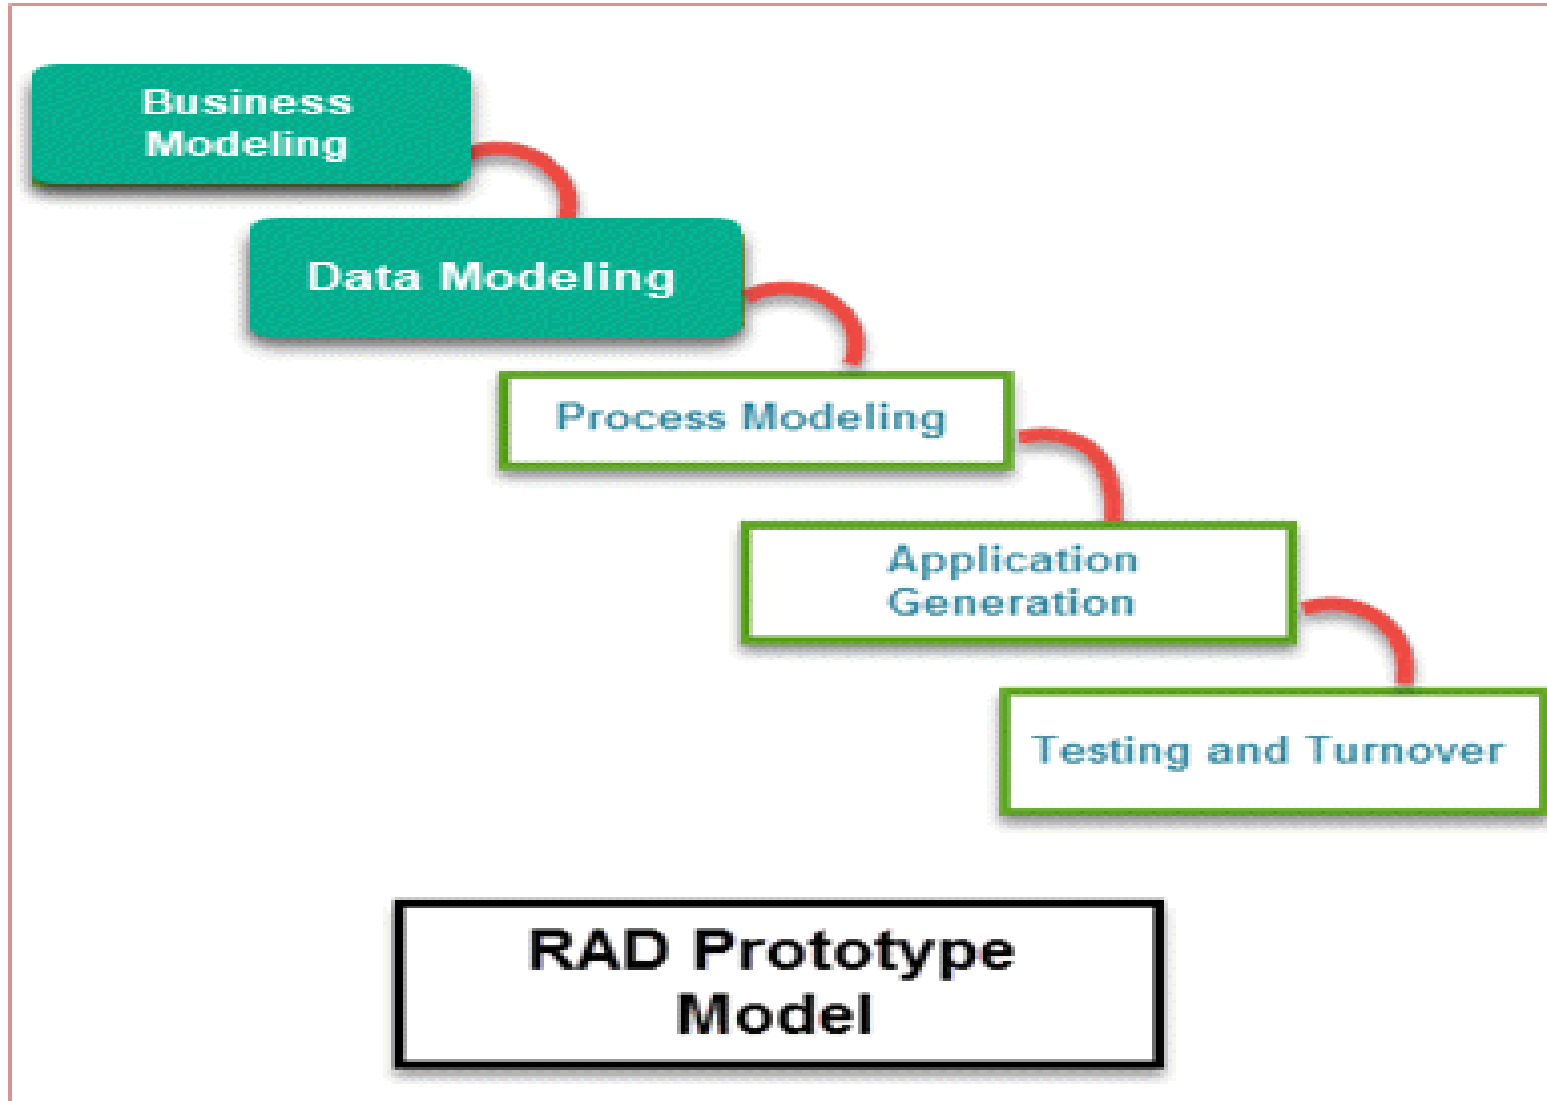 Business
Modeling
Data Modeling
Process Modeling
Application
Generation
Testing and Turnover
RAD Prototype
Model